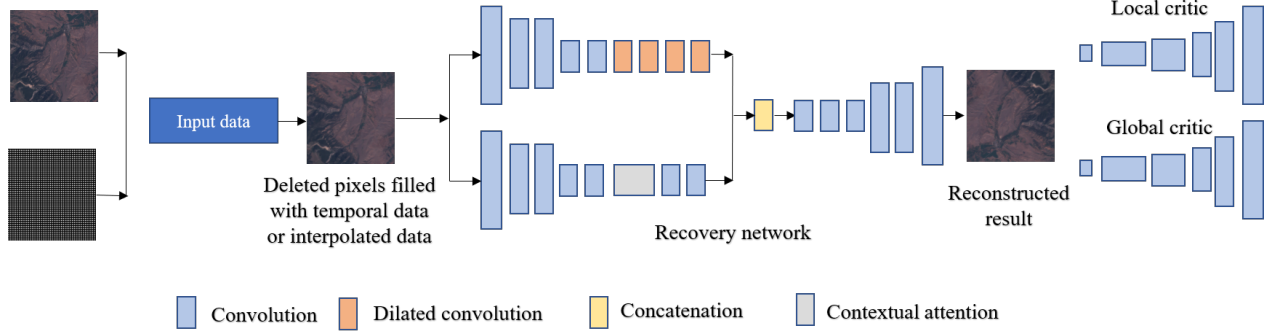 Local critic
Input data
Global critic
Deleted pixels filled
with temporal data
or interpolated data
Recovery network
Reconstructed
result
Convolution
Dilated convolution
Concatenation
Contextual attention